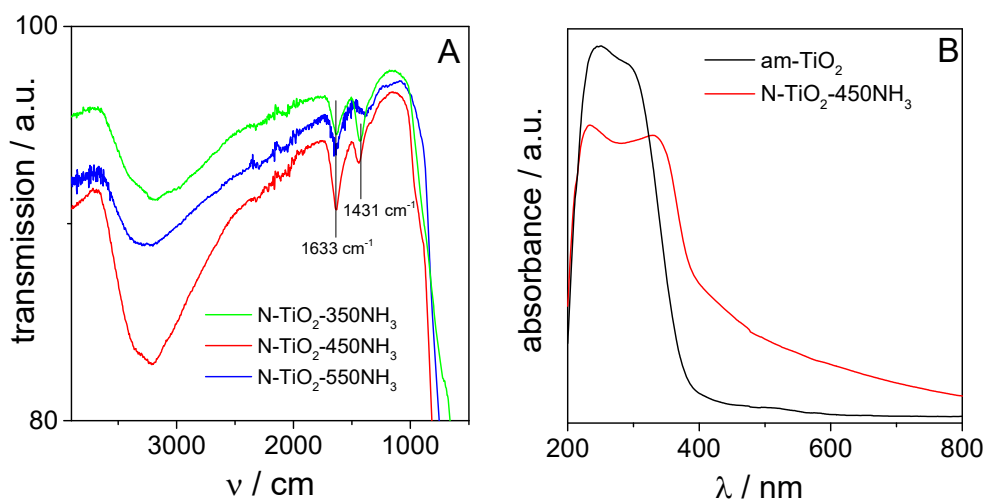 100
A
transmission / a.u.
1431 cm⁻¹
1633 cm⁻¹
N-TiO₂-350NH₃
N-TiO₂-450NH₃
N-TiO₂-550NH₃
80
3000 2000 1000
ν / cm
B
am-TiO₂
N-TiO₂-450NH₃
absorbance / a.u.
200 400 600 800
λ / nm